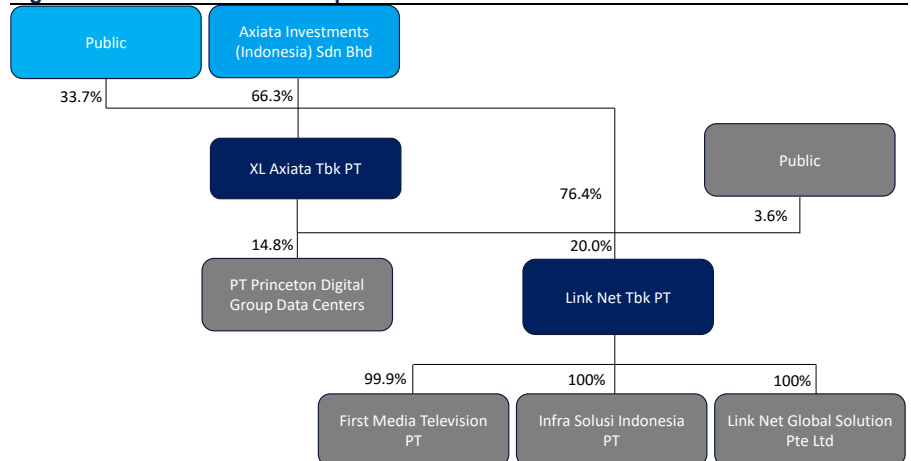 Public
Axiata Investments
(Indonesia) Sdn Bhd
33.7%
66.3%
XL Axiata Tbk PT
Public
76.4%
3.6%
14.8%
20.0%
PT Princeton Digital
Group Data Centers
Link Net Tbk PT
99.9%
100%
100%
First Media Television
PT
Infra Solusi Indonesia
PT
Link Net Global Solution
Pte Ltd